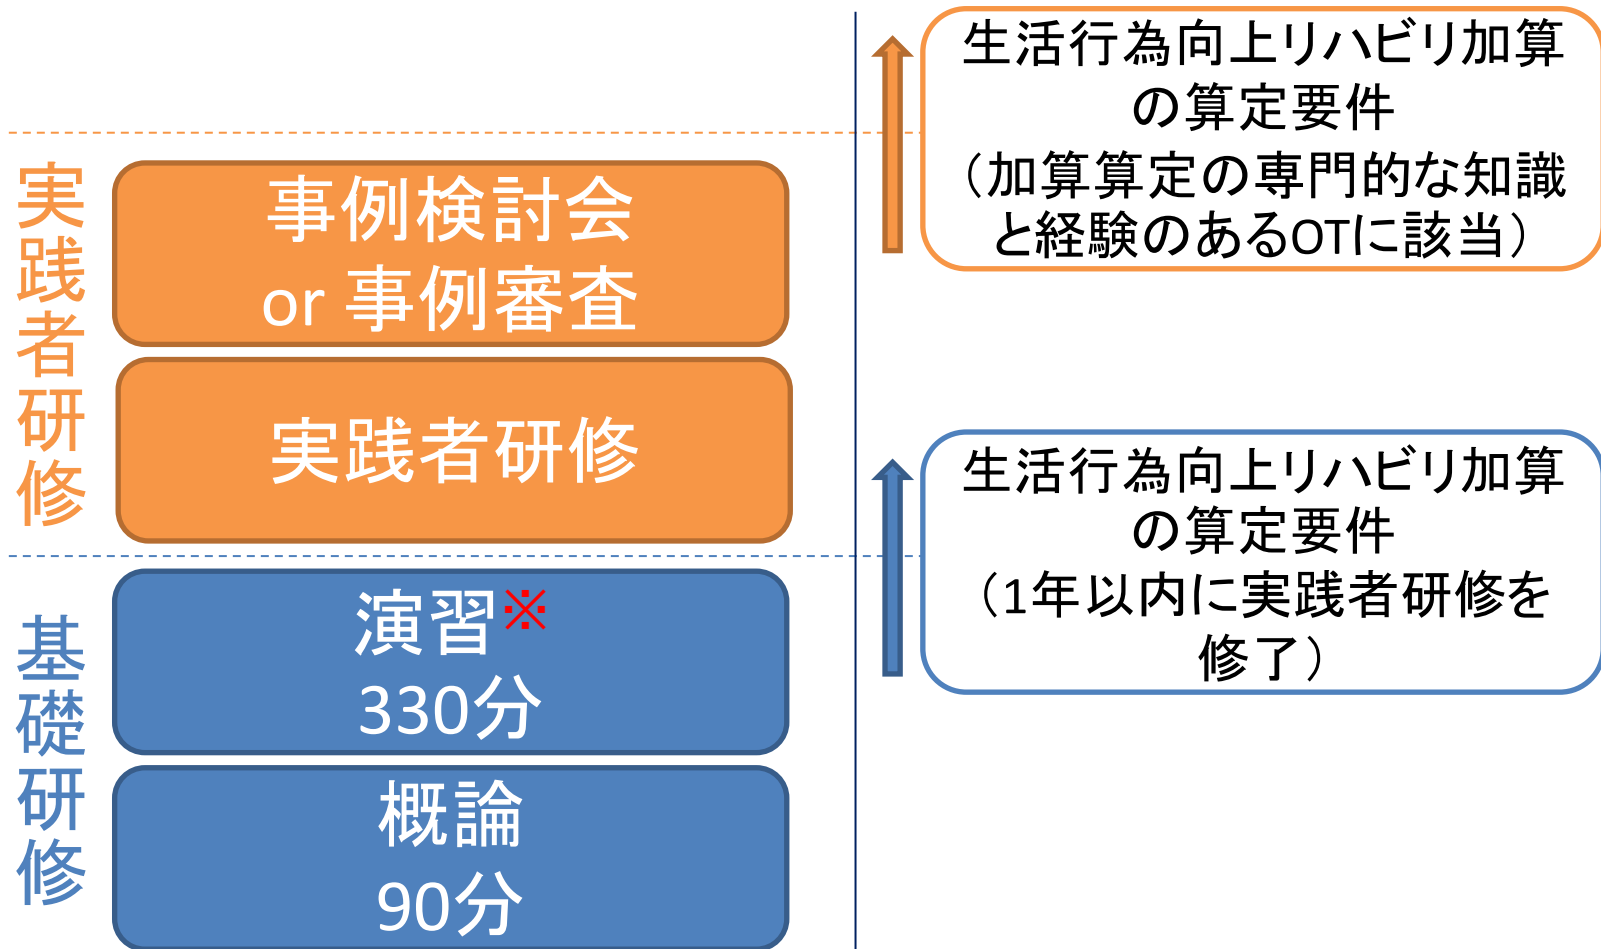 実践者研修
事例検討会
or 事例審査
実践者研修
基礎研修
演習※
330分
概論
90分
生活行為向上リハビリ加算
の算定要件
（加算算定の専門的な知識
と経験のあるOTに該当）
生活行為向上リハビリ加算
の算定要件
（1年以内に実践者研修を
修了）